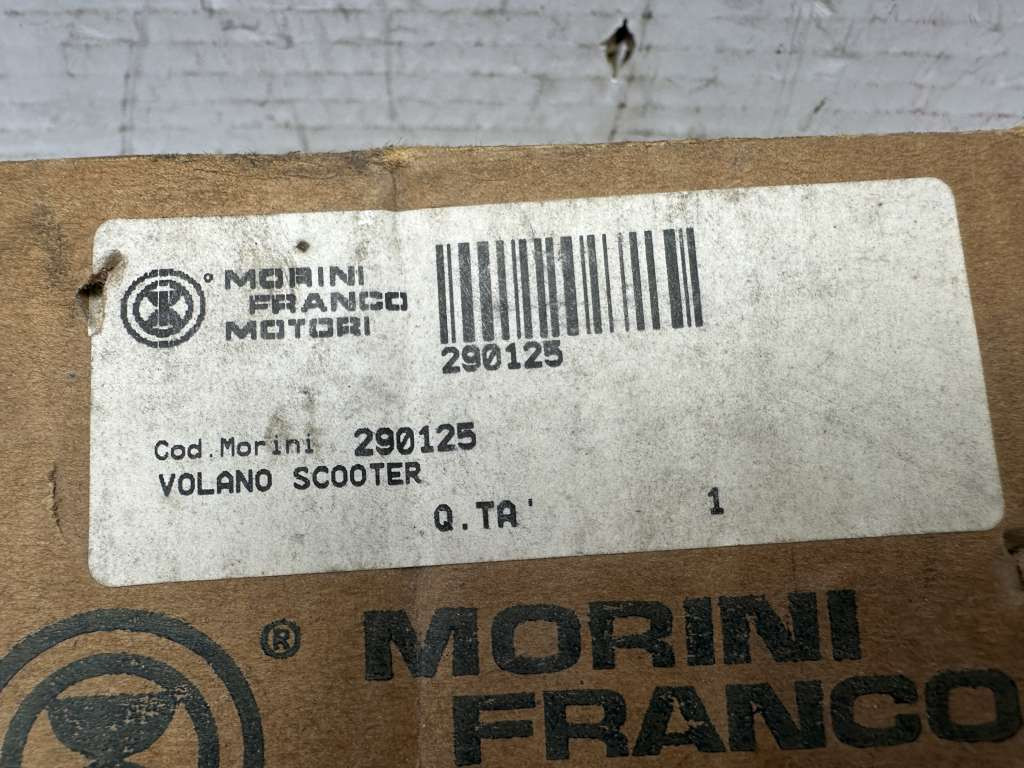 MORINI
FRANCO
MOTORI
290125
Cod.Morini 290125
VOLANO SCOOTER
Q.TA' 1
® MORINI
FRANCO